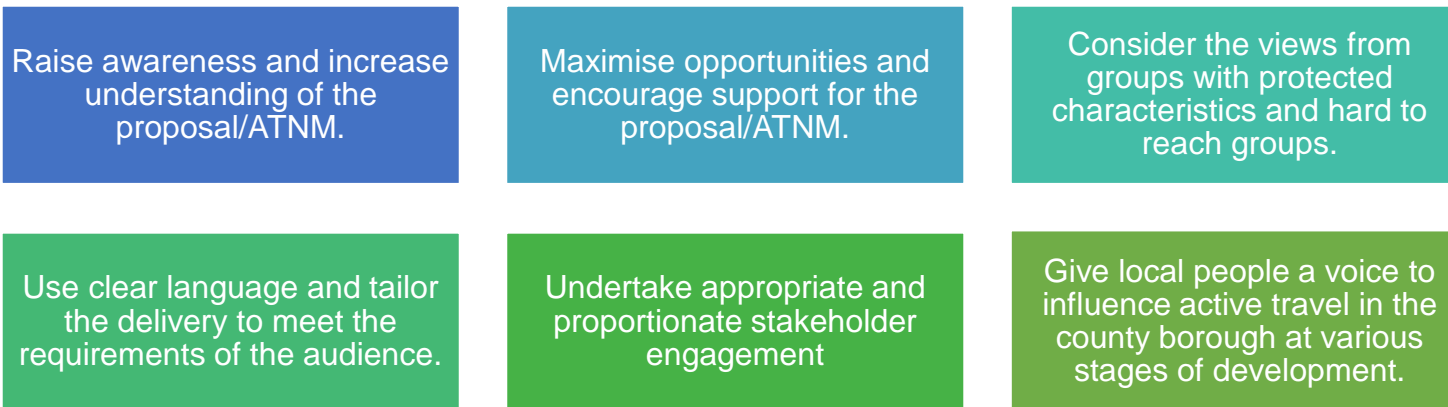 Raise awareness and increase
understanding of the
proposal/ATNM.
Maximise opportunities and
encourage support for the
proposal/ATNM.
Consider the views from
groups with protected
characteristics and hard to
reach groups.
Use clear language and tailor
the delivery to meet the
requirements of the audience.
Undertake appropriate and
proportionate stakeholder
engagement
Give local people a voice to
influence active travel in the
county borough at various
stages of development.